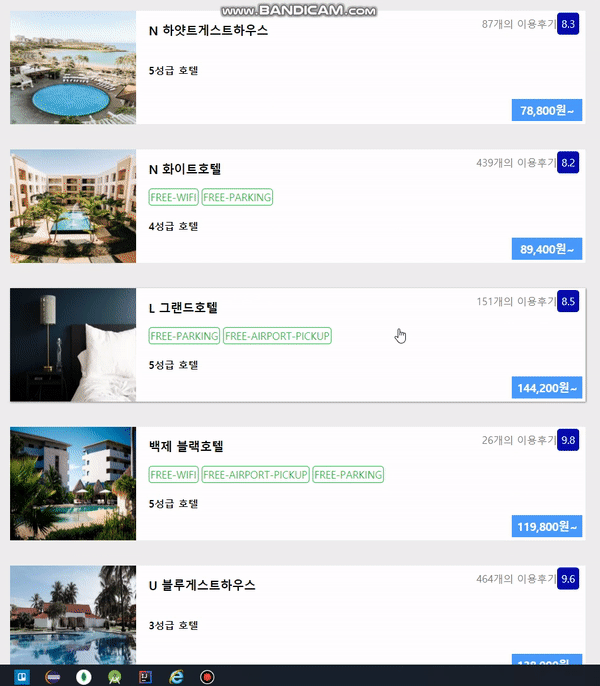 www.BANDICAM.com
N 하얏트게스트하우스
87개의 이용후기 8.3
5성급 호텔
78,800원~
N 화이트호텔
439개의 이용후기 8.2
FREE-WIFI FREE-PARKING
4성급 호텔
89,400원~
L 그랜드호텔
151개의 이용후기 8.5
FREE-PARKING FREE-AIRPORT-PICKUP
5성급 호텔
144,200원~
백제 블랙호텔
26개의 이용후기 9.8
FREE-WIFI FREE-AIRPORT-PICKUP FREE-PARKING
5성급 호텔
119,800원~
U 블루게스트하우스
464개의 이용후기 9.6
3성급 호텔